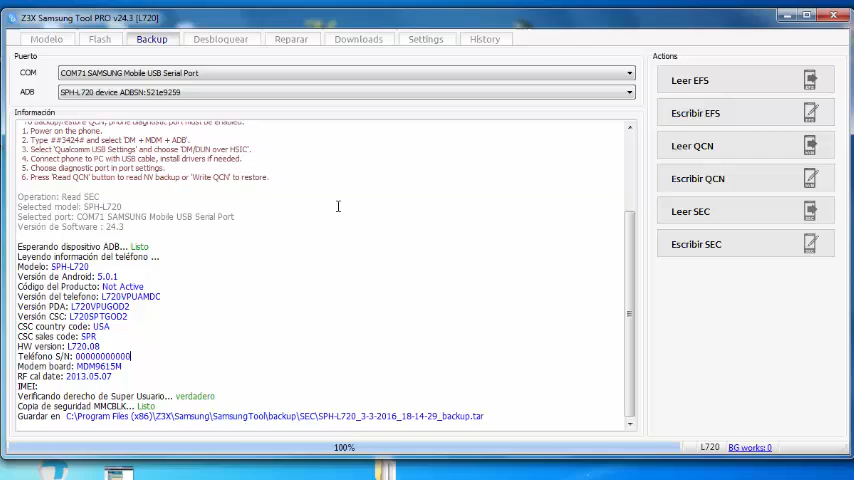 Z3X Samsung Tool PRO v24.3 [L720]
Modelo Flash Backup Desbloquear Reparar Downloads Settings History
Puerto
COM COM71 SAMSUNG Mobile USB Serial Port
ADB SPH-L720 device ADBSN:521e9259
Información
To backup/restore QCN, phone diagnostic port must be enabled.
1. Power on the phone.
2. Type ##3424# and select 'DM + MDM + ADB'.
3. Select 'Qualcomm USB Settings' and choose 'DM/DUN over HSIC'.
4. Connect phone to PC with USB cable, install drivers if needed.
5. Choose diagnostic port in port settings.
6. Press 'Read QCN' button to read NV backup or 'Write QCN' to restore.
Operation: Read SEC
Selected model: SPH-L720
Selected port: COM71 SAMSUNG Mobile USB Serial Port
Versión de Software : 24.3
Esperando dispositivo ADB... Listo
Leyendo información del teléfono ...
Modelo: SPH-L720
Versión de Android: 5.0.1
Código del Producto: Not Active
Versión del telefono: L720VPUAMDC
Versión PDA: L720VPUGOD2
Versión CSC: L720SPTGOD2
CSC country code: USA
CSC sales code: SPR
HW version: L720.08
Teléfono S/N: 00000000000
Modem board: MDM9615M
RF cal date: 2013.05.07
IMEI:
Verificando derecho de Super Usuario... verdadero
Copia de seguridad MMCBLK... Listo
Guardar en C:\Program Files (x86)\Z3X\Samsung\SamsungTool\backup\SEC\SPH-L720_3-3-2016_18-14-29_backup.tar
Actions
Leer EFS
Escribir EFS
Leer QCN
Escribir QCN
Leer SEC
Escribir SEC
100%
L720 BG works: 0